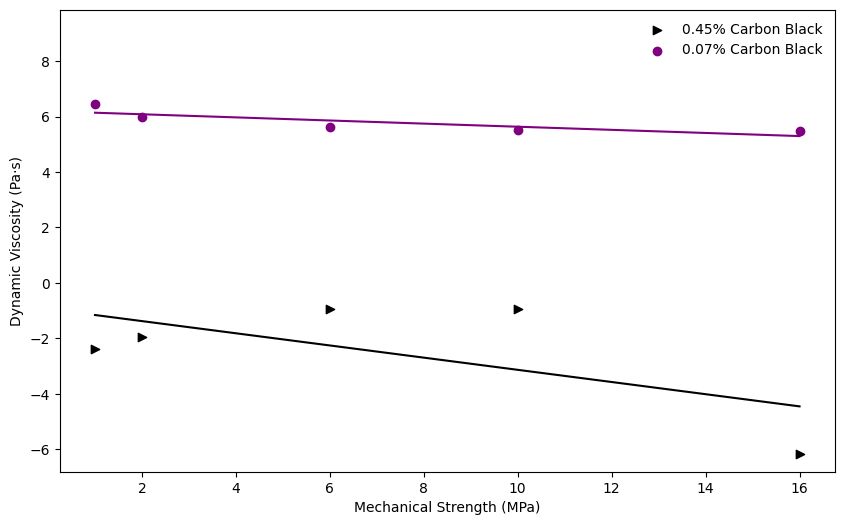 0.45% Carbon Black
0.07% Carbon Black
8
6
4
2
0
−2
−4
−6
Dynamic Viscosity (Pa·s)
2 4 6 8 10 12 14 16
Mechanical Strength (MPa)